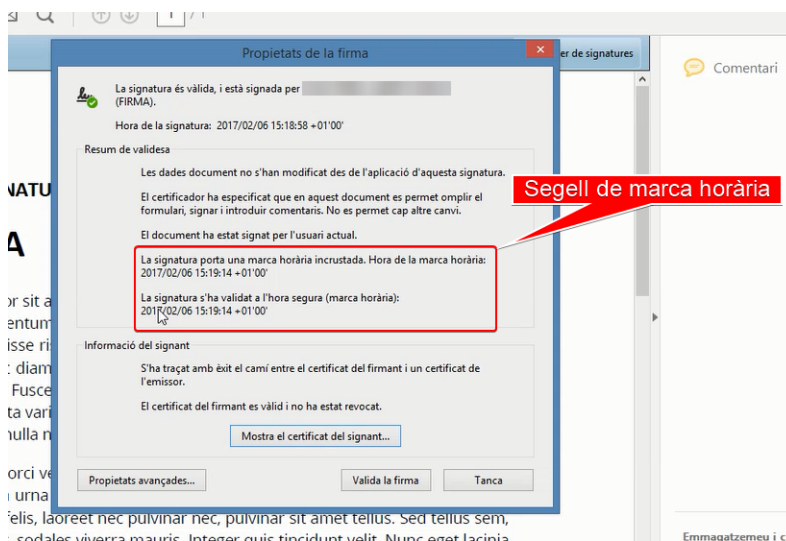 1 / 1
Propietats de la firma
er de signatures
Comentari
La signatura és vàlida, i està signada per
(FIRMA).
Hora de la signatura: 2017/02/06 15:18:58 +01'00'
Resum de validesa
Les dades document no s'han modificat des de l'aplicació d'aquesta signatura.
El certificador ha especificat que en aquest document es permet omplir el
formulari, signar i introduir comentaris. No es permet cap altre canvi.
El document ha estat signat per l'usuari actual.
Segell de marca horària
La signatura porta una marca horària incrustada. Hora de la marca horària:
2017/02/06 15:19:14 +01'00'
La signatura s'ha validat a l'hora segura (marca horària):
2017/02/06 15:19:14 +01'00'
Informació del signant
S'ha traçat amb èxit el camí entre el certificat del firmant i un certificat de
l'emissor.
El certificat del firmant es vàlid i no ha estat revocat.
Mostra el certificat del signant...
Propietats avançades...
Valida la firma
Tanca
NATU
A
or sit a
entum
isse ri
t diam
Fusce
ta vari
nulla n
orci ve
urna
felis, laoreet nec pulvinar nec, pulvinar sit amet tellus. Sed tellus sem,
sodales viverra mauris. Integer quis tincidunt velit. Nunc eget lacinia
Emmagatzemeu i c